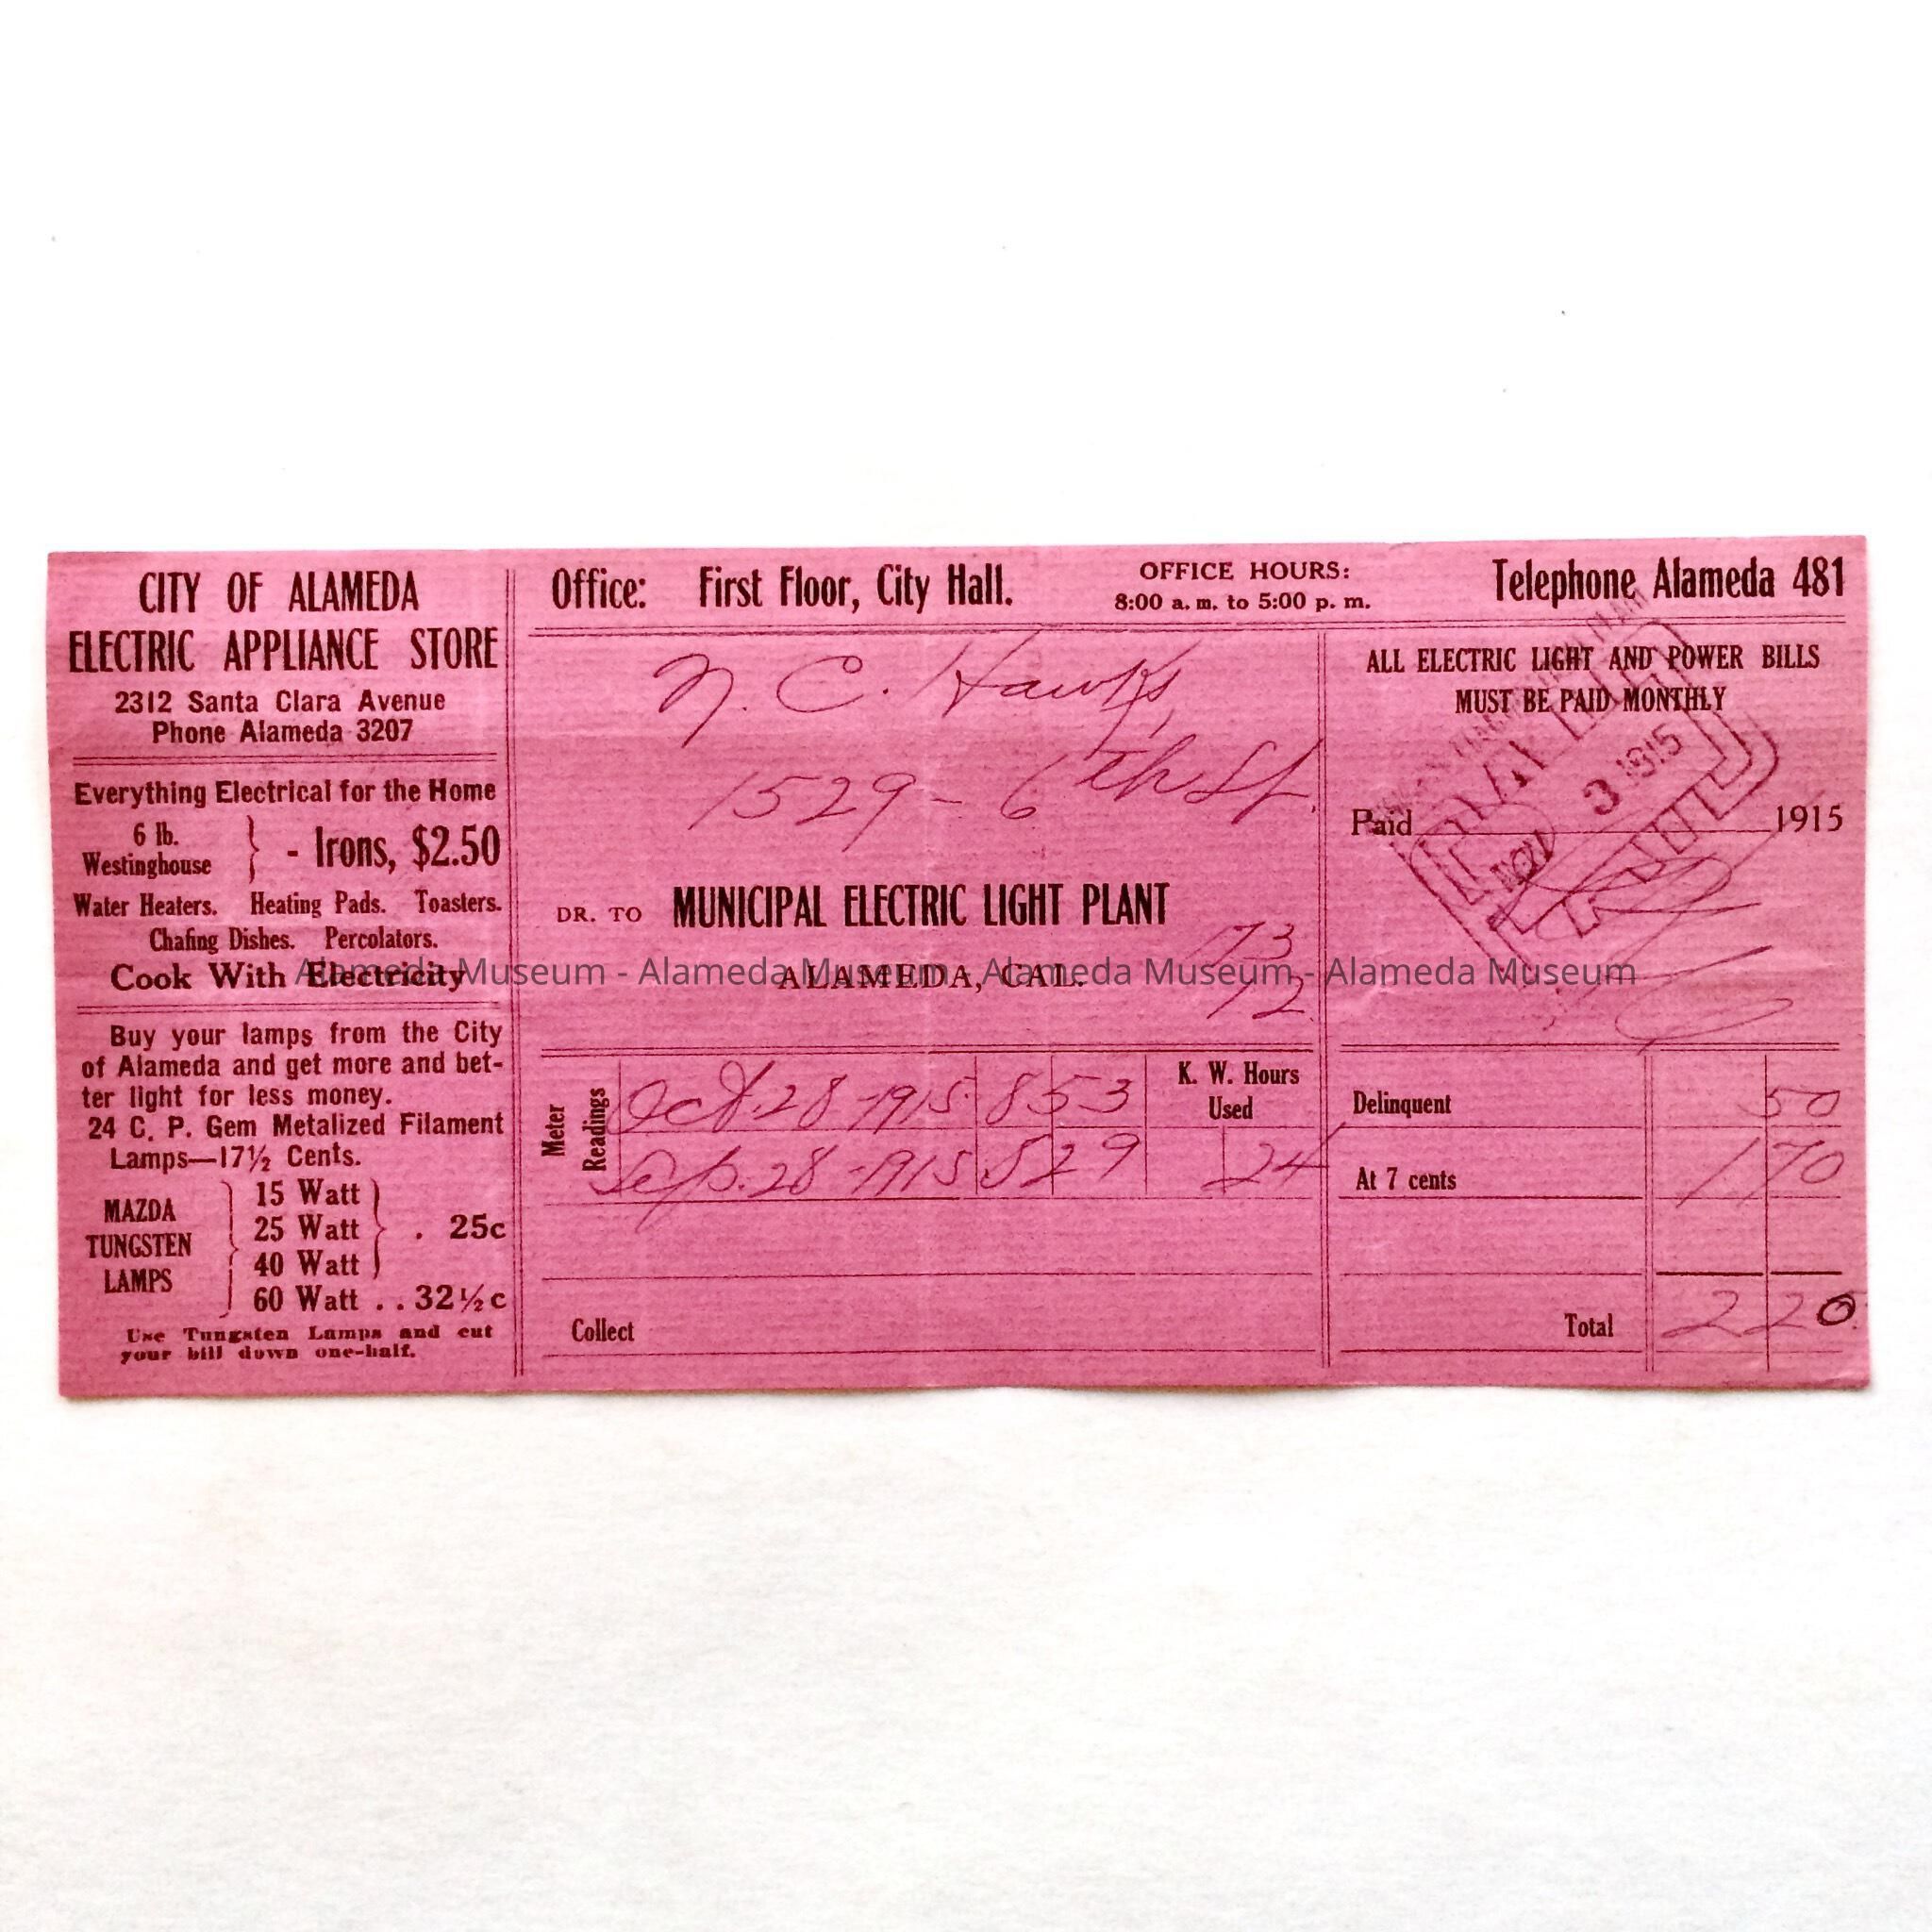 CITY OF ALAMEDA
ELECTRIC APPLIANCE STORE
2312 Santa Clara Avenue
Phone Alameda 3207
Everything Electrical for the Home
6 lb.
Westinghouse } - Irons, $2.50
Water Heaters. Heating Pads. Toasters.
Chafing Dishes. Percolators.
Cook With Electricity
Buy your lamps from the City
of Alameda and get more and bet-
ter light for less money.
24 C. P. Gem Metalized Filament
Lamps—17½ Cents.
MAZDA
TUNGSTEN
LAMPS
15 Watt
25 Watt . 25c
40 Watt
60 Watt . . 32½c
Use Tungsten Lamps and cut
your bill down one-half.
Office: First Floor, City Hall.
OFFICE HOURS:
8:00 a. m. to 5:00 p. m.
Telephone Alameda 481
N. C. Hawks,
1529 - 6th St.
DR. TO MUNICIPAL ELECTRIC LIGHT PLANT
ALAMEDA, CAL.
173
12
Meter
Readings
Oct. 28-1915. 853
Sep. 28-1915 829
K. W. Hours
Used
24
Collect
ALL ELECTRIC LIGHT AND POWER BILLS
MUST BE PAID MONTHLY
Paid 1915
PAID
NOV 3 1915
Delinquent 50
At 7 cents 1 70
Total 2 20
Alameda Museum - Alameda Museum - Alameda Museum - Alameda Museum